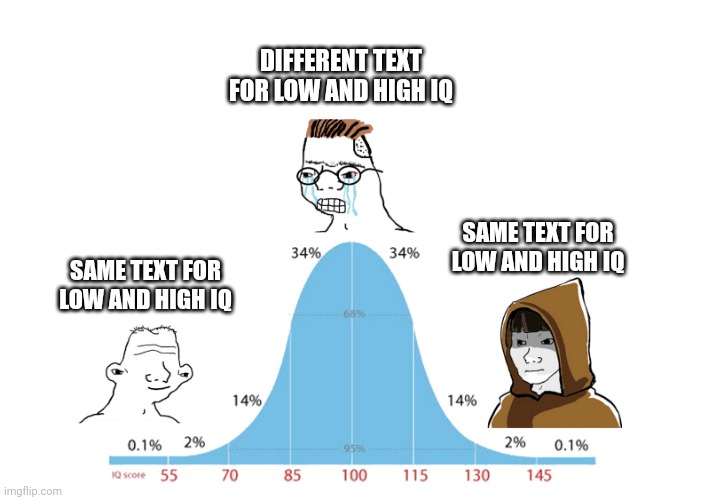 DIFFERENT TEXT
FOR LOW AND HIGH IQ
SAME TEXT FOR
LOW AND HIGH IQ
SAME TEXT FOR
LOW AND HIGH IQ
34% 34%
68%
14% 14%
0.1% 2% 95% 2% 0.1%
IQ score 55 70 85 100 115 130 145
imgflip.com